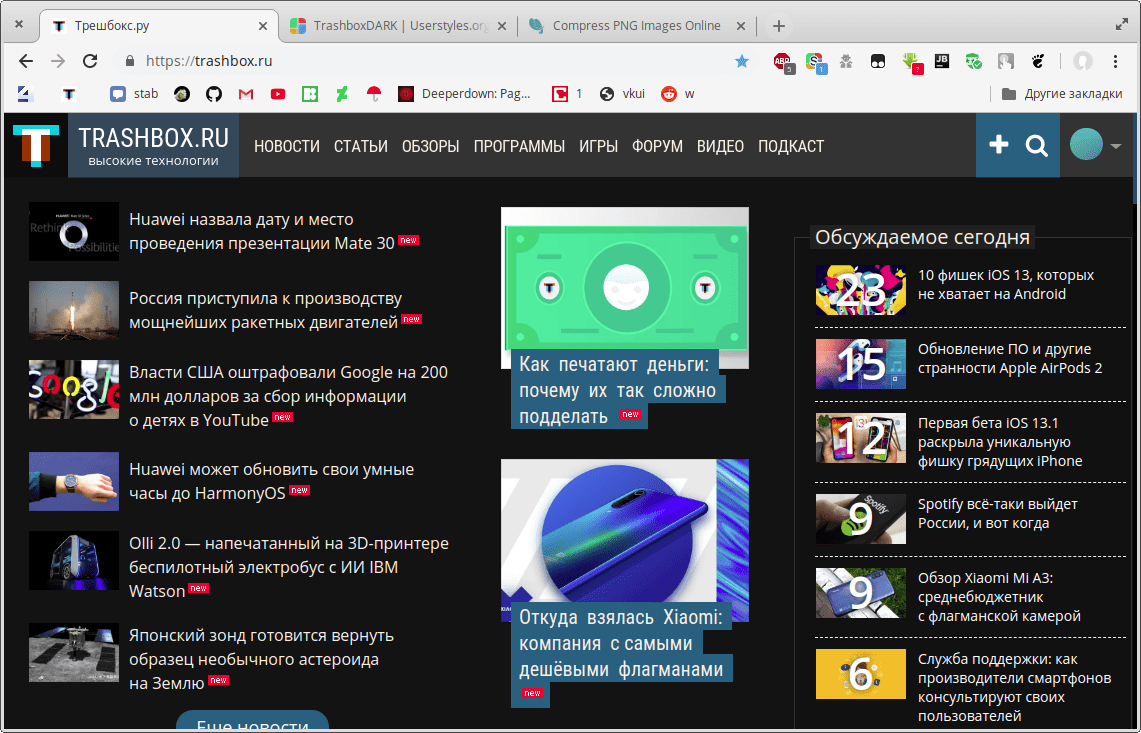 Трешбокс.ру
TrashboxDARK | Userstyles.org
Compress PNG Images Online
https://trashbox.ru
ABP
5
1
?
JB
stab
Deeperdown: Pag...
1
vkui
w
Другие закладки
TRASHBOX.RU
высокие технологии
НОВОСТИ СТАТЬИ ОБЗОРЫ ПРОГРАММЫ ИГРЫ ФОРУМ ВИДЕО ПОДКАСТ
Huawei назвала дату и место
проведения презентации Mate 30 new
Россия приступила к производству
мощнейших ракетных двигателей new
Власти США оштрафовали Google на 200
млн долларов за сбор информации
о детях в YouTube new
Huawei может обновить свои умные
часы до HarmonyOS new
Olli 2.0 — напечатанный на 3D-принтере
беспилотный электробус с ИИ IBM
Watson new
Японский зонд готовится вернуть
образец необычного астероида
на Землю new
Еще новости
Как печатают деньги:
почему их так сложно
подделать new
Откуда взялась Xiaomi:
компания с самыми
дешёвыми флагманами
new
Обсуждаемое сегодня
23
10 фишек iOS 13, которых
не хватает на Android
15
Обновление ПО и другие
странности Apple AirPods 2
12
Первая бета iOS 13.1
раскрыла уникальную
фишку грядущих iPhone
Spotify
9
Spotify всё-таки выйдет
России, и вот когда
9
Обзор Xiaomi Mi A3:
среднебюджетник
с флагманской камерой
6
Служба поддержки: как
производители смартфонов
консультируют своих
пользователей